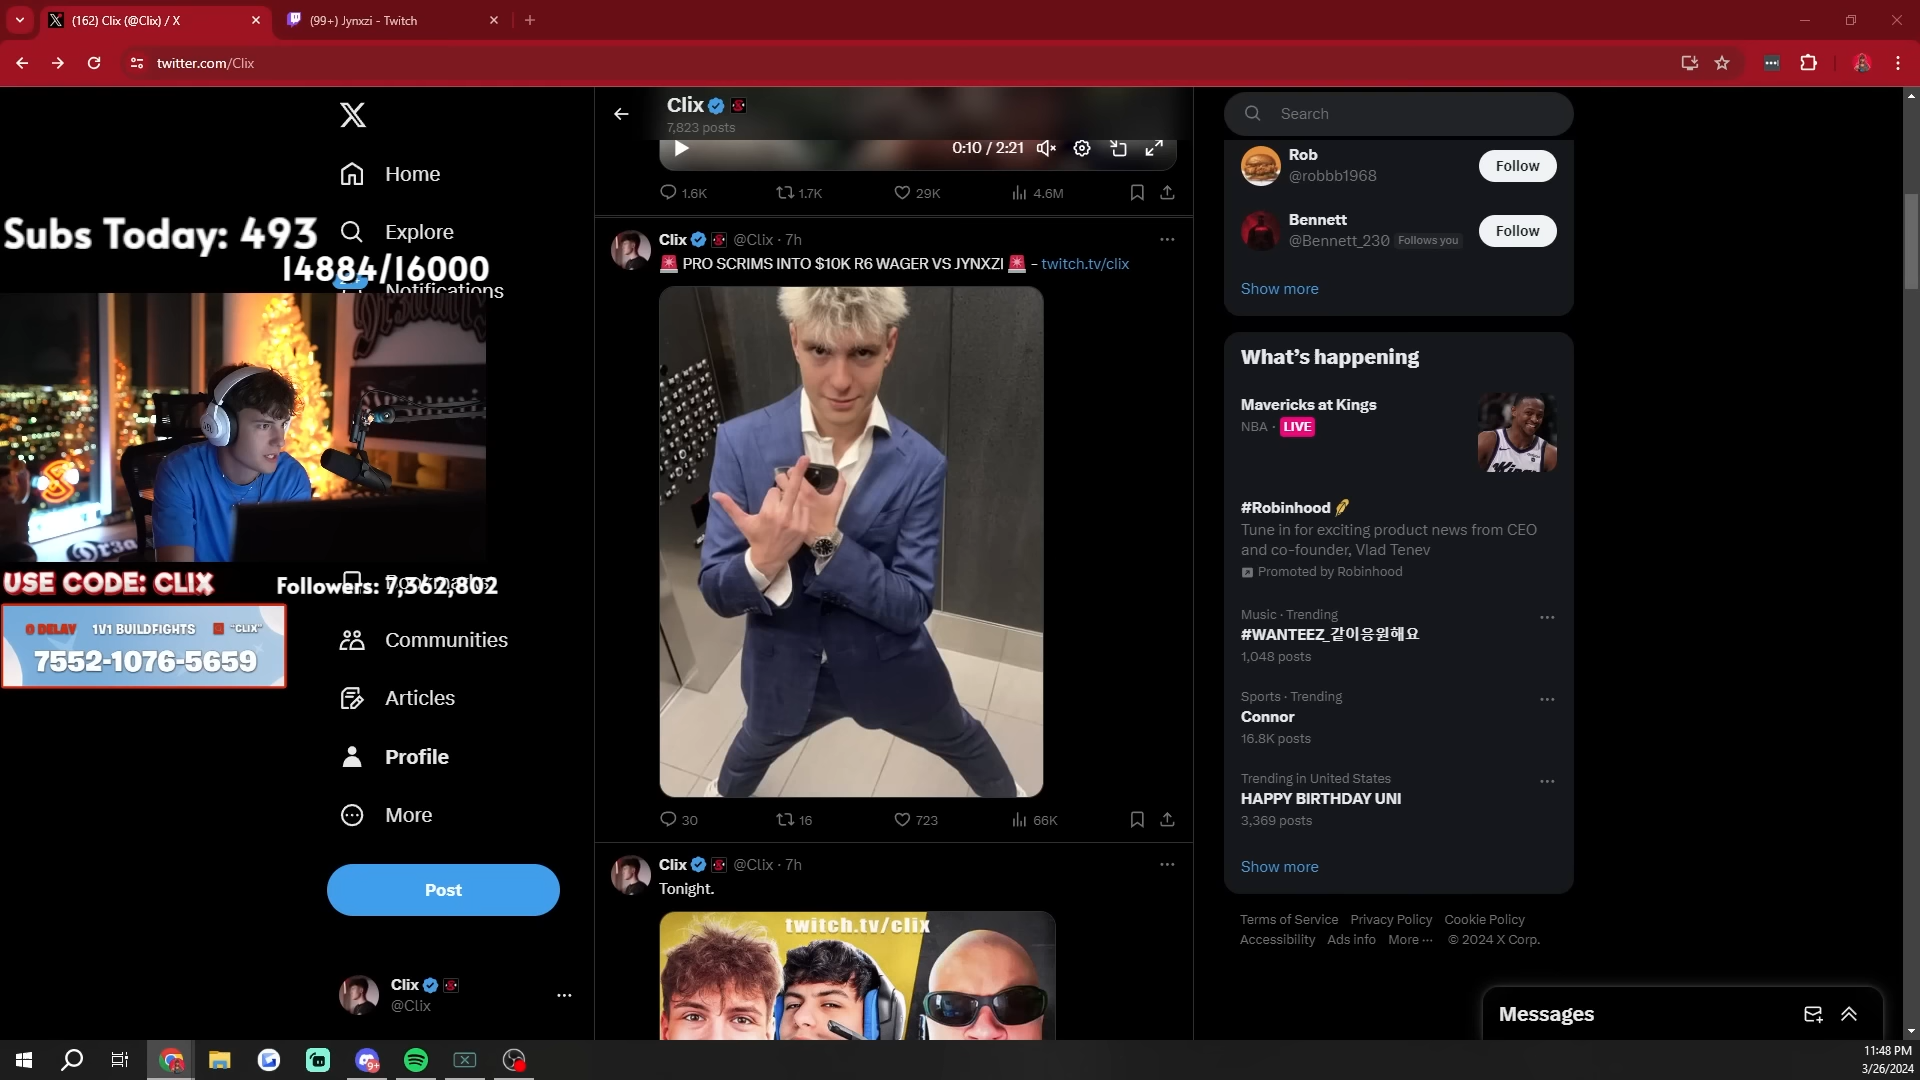 (162) Clix (@Clix) / X
(99+) Jynxzi - Twitch
twitter.com/Clix
Subs Today: 493
14884/16000
USE CODE: CLIX
Followers: 7,362,802
0 DELAY 1V1 BUILDFIGHTS "CLIX"
7552-1076-5659
Home
Explore
Notifications
Bookmarks
Communities
Articles
Profile
More
Post
Clix
@Clix
Clix
7,823 posts
0:10 / 2:21
1.6K 1.7K 29K 4.6M
Clix @Clix · 7h
🚨 PRO SCRIMS INTO $10K R6 WAGER VS JYNXZI 🚨 - twitch.tv/clix
30 16 723 66K
Clix @Clix · 7h
Tonight.
twitch.tv/clix
Search
Rob
@robbb1968
Follow
Bennett
@Bennett_230 Follows you
Follow
Show more
What's happening
Mavericks at Kings
NBA · LIVE
#Robinhood
Tune in for exciting product news from CEO
and co-founder, Vlad Tenev
Promoted by Robinhood
Music · Trending
#WANTEEZ_같이응원해요
1,048 posts
Sports · Trending
Connor
16.8K posts
Trending in United States
HAPPY BIRTHDAY UNI
3,369 posts
Show more
Terms of Service Privacy Policy Cookie Policy
Accessibility Ads info More ··· © 2024 X Corp.
Messages
9+
11:48 PM
3/26/2024